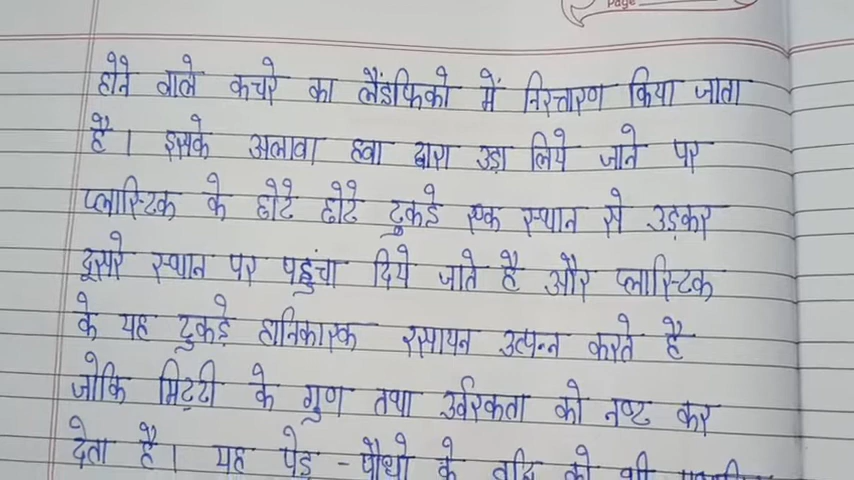 Page
होने वाले कचरे का लैंडफिको में निस्तारण किया जाता
है। इसके अलावा हवा द्वारा उड़ा लिये जाने पर
प्लास्टिक के छोटे छोटे टुकड़े एक स्थान से उड़कर
दूसरे स्थान पर पहुंचा दिये जाते है और प्लास्टिक
के यह टुकड़े हानिकारक रसायन उत्पन्न करते है
जोकि मिट्टी के गुण तथा उर्वरकता को नष्ट कर
देता है। यह पेड़ - पौधो के को भी